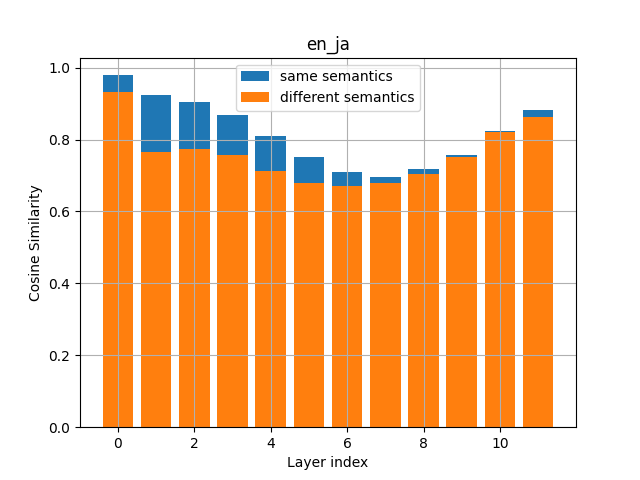 en_ja
same semantics
different semantics
1.0
0.8
0.6
0.4
0.2
0.0
Cosine Similarity
0 2 4 6 8 10
Layer index